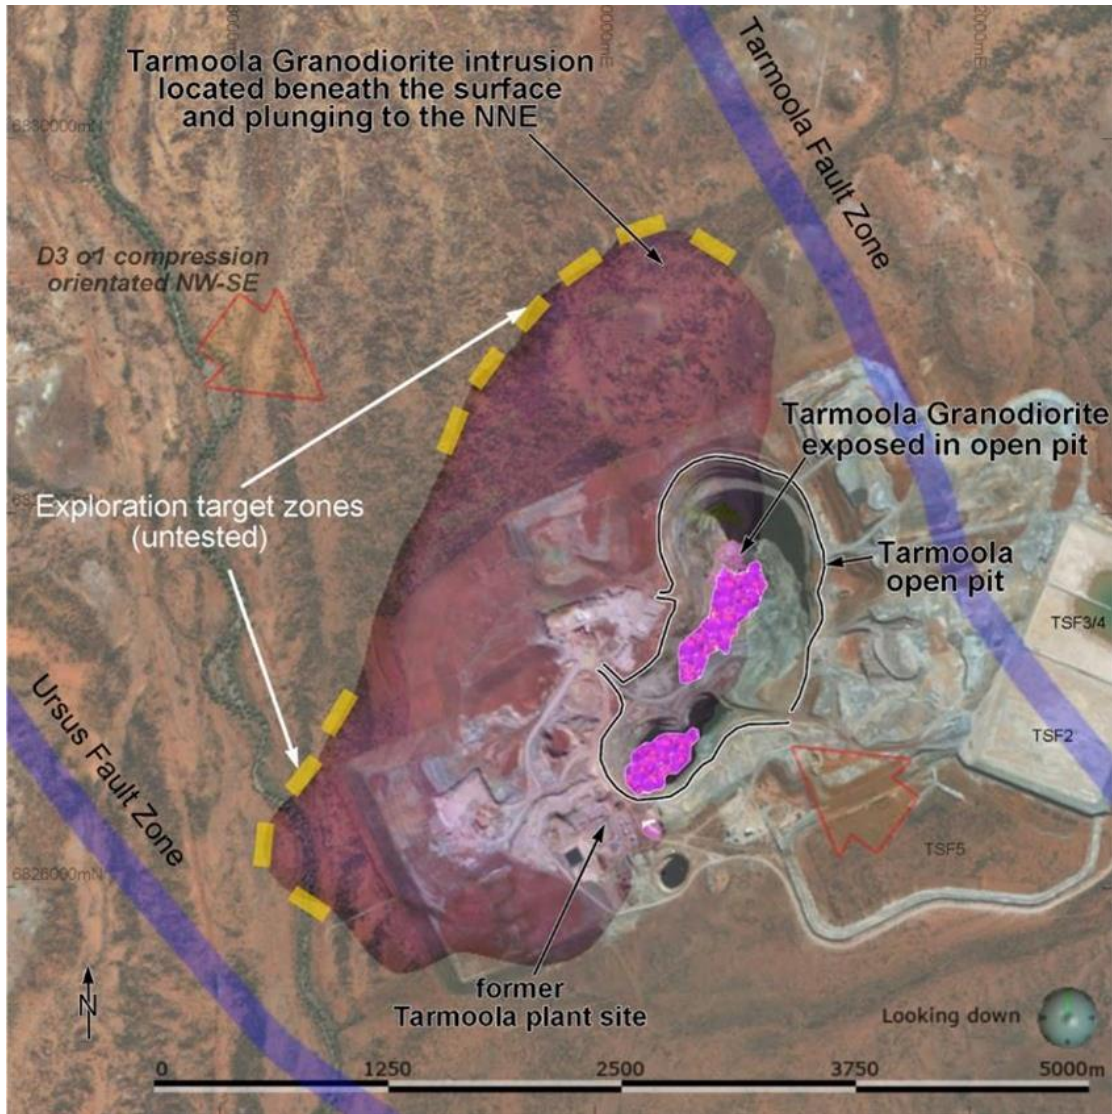 Tarmoola Granodiorite intrusion
located beneath the surface
and plunging to the NNE
Tarmoola Fault Zone
D3 σ1 compression
orientated NW-SE
Tarmoola Granodiorite
exposed in open pit
Exploration target zones
(untested)
Tarmoola
open pit
TSF3/4
TSF2
Ursus Fault Zone
TSF5
6826000mN
former
Tarmoola plant site
N
Looking down
0 1250 2500 3750 5000m